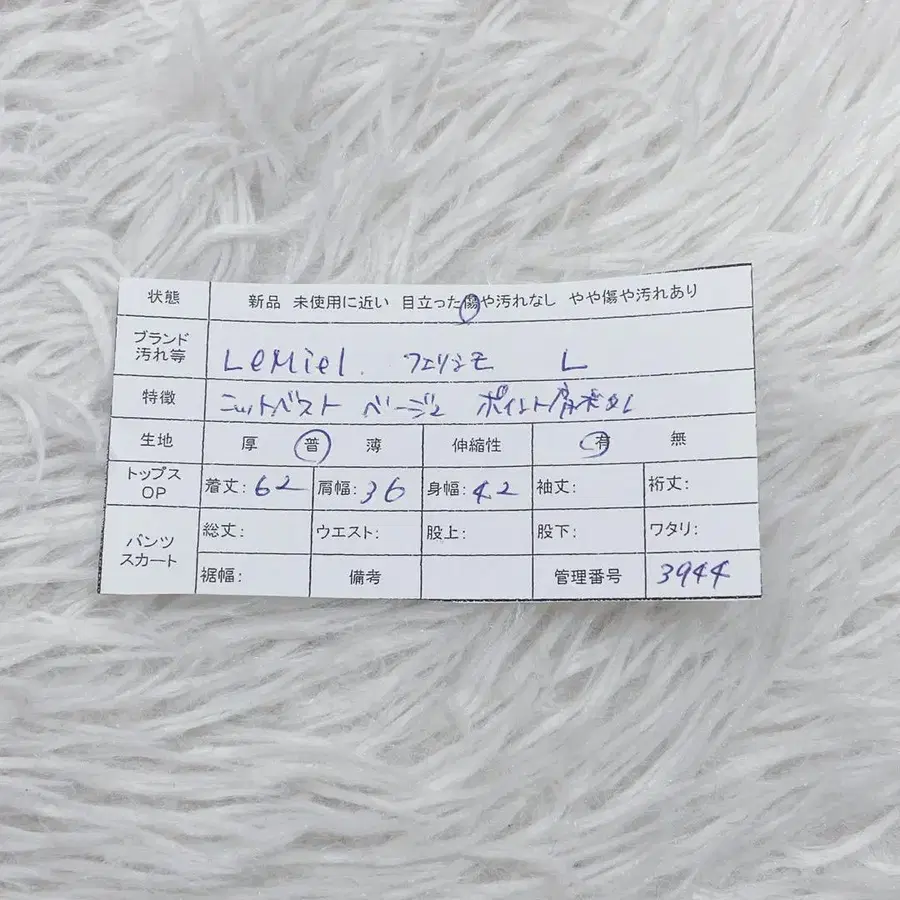 状態 新品 未使用に近い 目立った傷や汚れなし やや傷や汚れあり
ブランド
汚れ等 LeMiel. フェリシモ L
特徴 ニットベスト ベージュ ポイント
生地 厚 普 薄 伸縮性 有 無
トップス
OP 着丈: 62 肩幅: 36 身幅: 42 袖丈: 裄丈:
パンツ
スカート 総丈: ウエスト: 股上: 股下: ワタリ:
裾幅: 備考 管理番号 3944